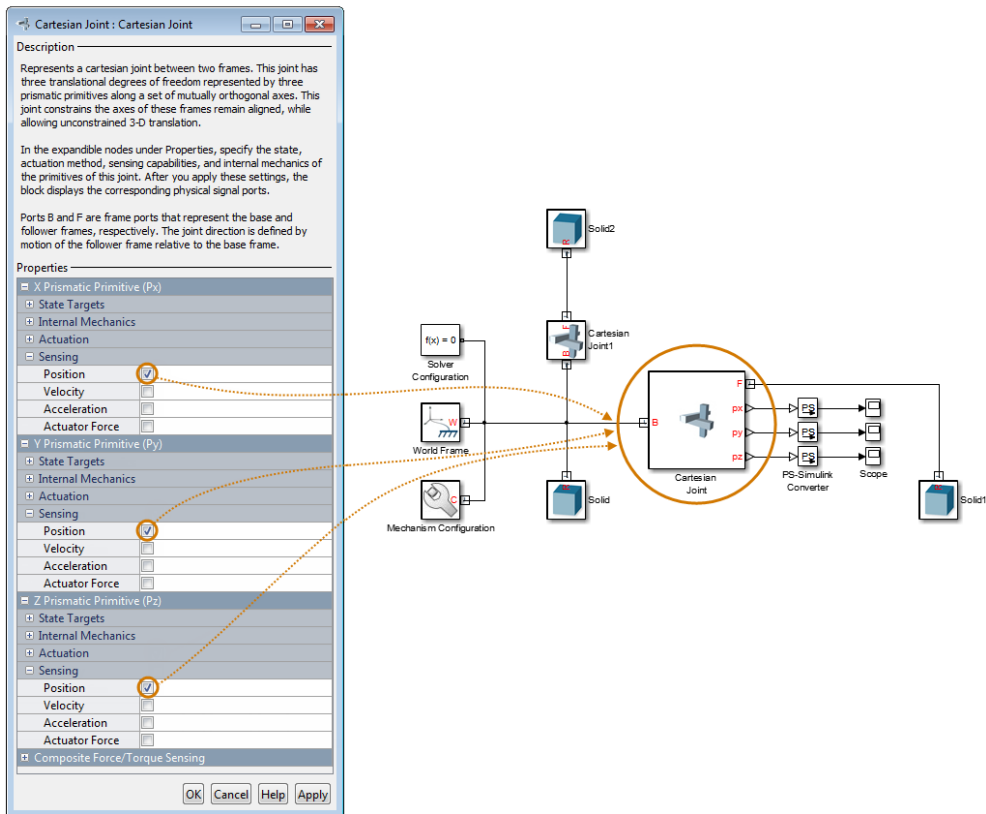 Cartesian Joint : Cartesian Joint
Description
Represents a cartesian joint between two frames. This joint has
three translational degrees of freedom represented by three
prismatic primitives along a set of mutually orthogonal axes. This
joint constrains the axes of these frames remain aligned, while
allowing unconstrained 3-D translation.
In the expandible nodes under Properties, specify the state,
actuation method, sensing capabilities, and internal mechanics of
the primitives of this joint. After you apply these settings, the
block displays the corresponding physical signal ports.
Ports B and F are frame ports that represent the base and
follower frames, respectively. The joint direction is defined by
motion of the follower frame relative to the base frame.
Properties
X Prismatic Primitive (Px)
State Targets
Internal Mechanics
Actuation
Sensing
Position
Velocity
Acceleration
Actuator Force
Y Prismatic Primitive (Py)
State Targets
Internal Mechanics
Actuation
Sensing
Position
Velocity
Acceleration
Actuator Force
Z Prismatic Primitive (Pz)
State Targets
Internal Mechanics
Actuation
Sensing
Position
Velocity
Acceleration
Actuator Force
Composite Force/Torque Sensing
OK Cancel Help Apply
R
Solid2
F
B
Cartesian
Joint1
f(x) = 0
Solver
Configuration
W
World Frame
C
Mechanism Configuration
R
Solid
B
F
px
py
pz
Cartesian
Joint
PS
PS
PS
PS-Simulink
Converter
Scope
R
Solid1